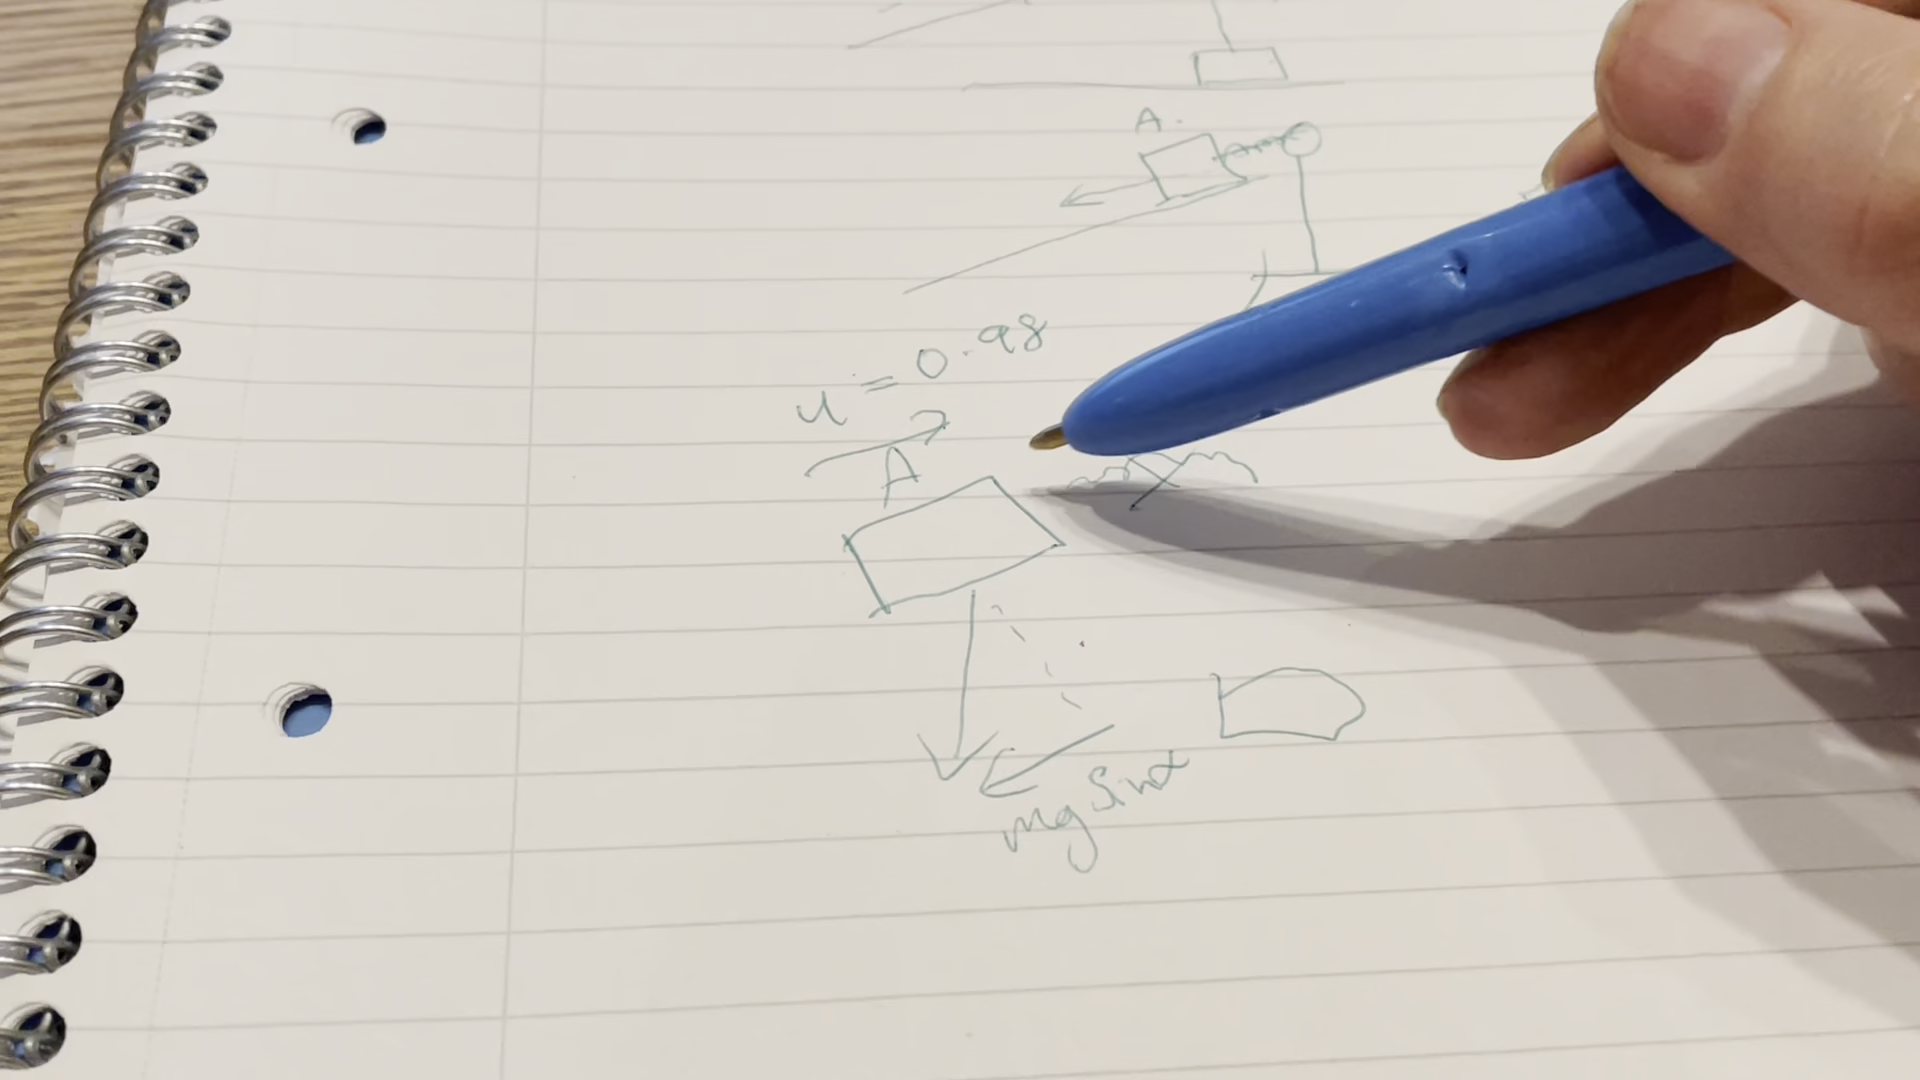 A.
u = 0.98
A
mg sinα